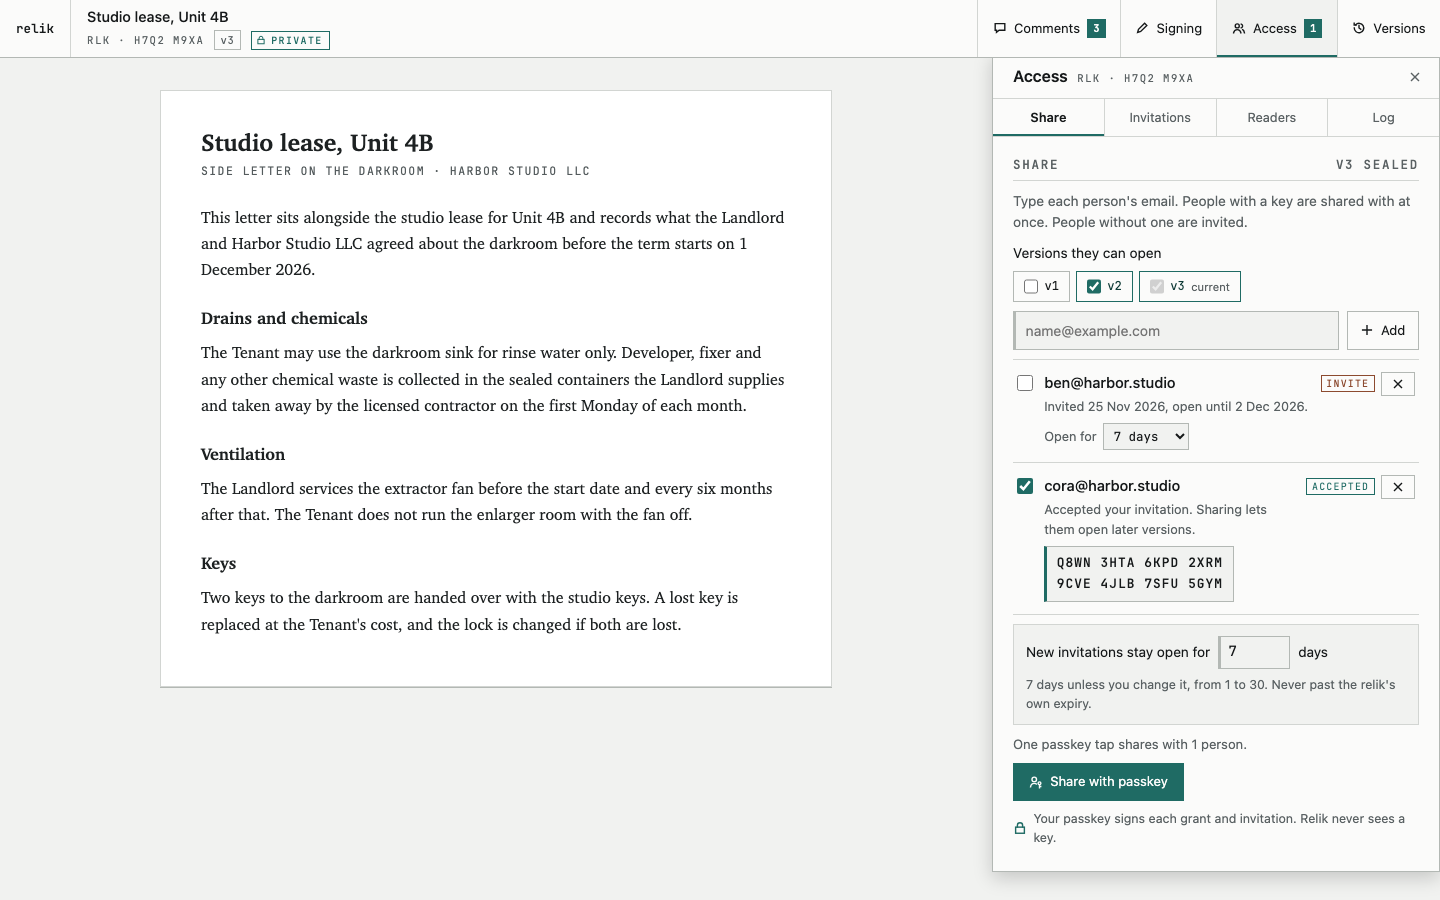 relik
Studio lease, Unit 4B
RLK · H7Q2 M9XA v3 PRIVATE
Comments 3
Signing
Access 1
Versions
Studio lease, Unit 4B
SIDE LETTER ON THE DARKROOM · HARBOR STUDIO LLC
This letter sits alongside the studio lease for Unit 4B and records what the Landlord
and Harbor Studio LLC agreed about the darkroom before the term starts on 1
December 2026.
Drains and chemicals
The Tenant may use the darkroom sink for rinse water only. Developer, fixer and
any other chemical waste is collected in the sealed containers the Landlord supplies
and taken away by the licensed contractor on the first Monday of each month.
Ventilation
The Landlord services the extractor fan before the start date and every six months
after that. The Tenant does not run the enlarger room with the fan off.
Keys
Two keys to the darkroom are handed over with the studio keys. A lost key is
replaced at the Tenant's cost, and the lock is changed if both are lost.
Access RLK · H7Q2 M9XA
Share Invitations Readers Log
SHARE V3 SEALED
Type each person's email. People with a key are shared with at
once. People without one are invited.
Versions they can open
v1 v2 v3 current
name@example.com Add
ben@harbor.studio INVITE
Invited 25 Nov 2026, open until 2 Dec 2026.
Open for 7 days
cora@harbor.studio ACCEPTED
Accepted your invitation. Sharing lets
them open later versions.
Q8WN 3HTA 6KPD 2XRM
9CVE 4JLB 7SFU 5GYM
New invitations stay open for 7 days
7 days unless you change it, from 1 to 30. Never past the relik's
own expiry.
One passkey tap shares with 1 person.
Share with passkey
Your passkey signs each grant and invitation. Relik never sees a
key.